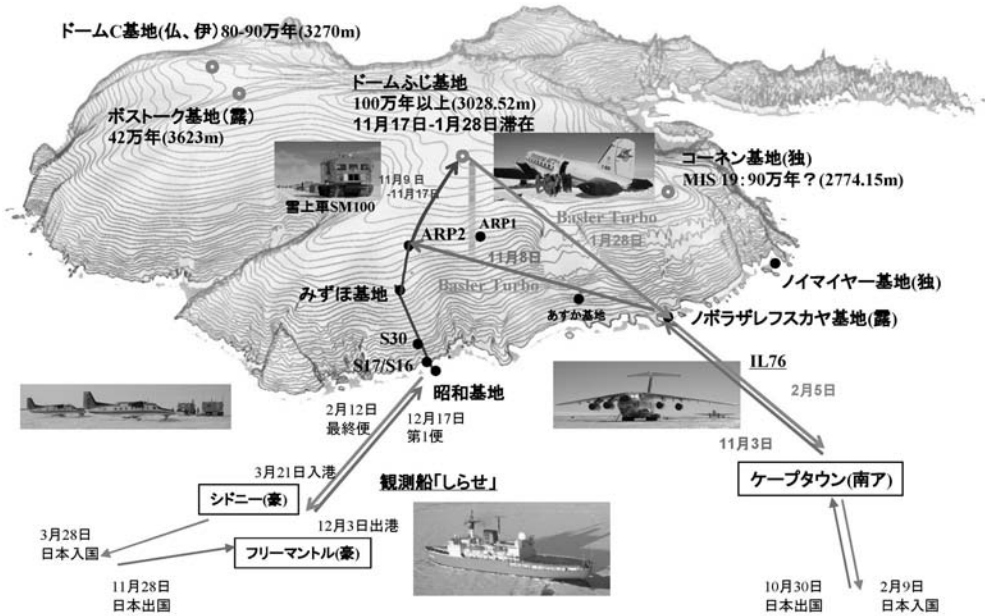 ドームC基地(仏、伊) 80-90万年(3270m)
ドームふじ基地
100万年以上(3028.52m)
11月17日-1月28日滞在
ボストーク基地(露)
42万年(3623m)
コーネン基地(独)
MIS 19:90万年?(2774.15m)
雪上車SM100
11月9日
-11月17日
Basler Turbo
1月28日
ARP1
ARP2
11月8日
Basler Turbo
みずほ基地
あすか基地
ノイマイヤー基地(独)
ノボラザレフスカヤ基地(露)
S30
S17/S16
昭和基地
IL76
2月5日
11月3日
2月12日
最終便
12月17日
第1便
3月21日入港
観測船「しらせ」
シドニー(豪)
ケープタウン(南ア)
12月3日出港
3月28日
日本入国
フリーマントル(豪)
11月28日
日本出国
10月30日
日本出国
2月9日
日本入国